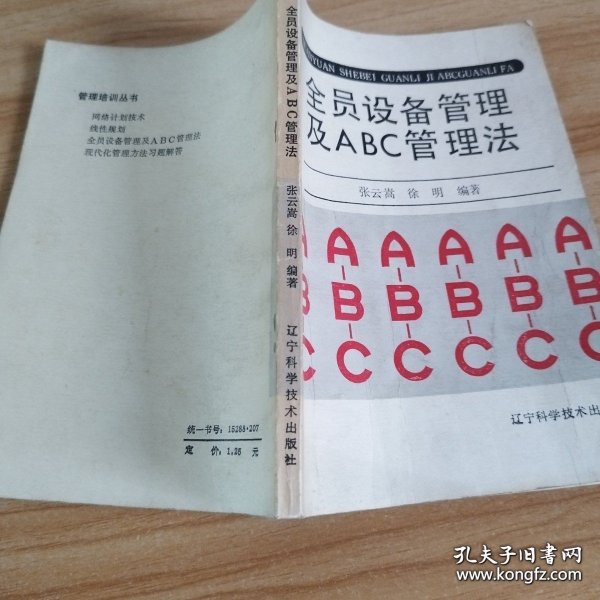 管理培训丛书
网络计划技术
线性规划
全员设备管理及ABC管理法
现代化管理方法习题解答
统一书号：15288·207
定 价：1.25 元
全员设备管理及ABC管理法
张云嵩 徐 明 编著
辽宁科学技术出版社
YUAN SHEBEI GUANLI JI ABCGUANLI FA
全员设备管理
及ABC管理法
张云嵩 徐 明 编著
A A A A A A
B B B B B B
C C C C C C
辽宁科学技术出
孔夫子旧书网
www.kongfz.com